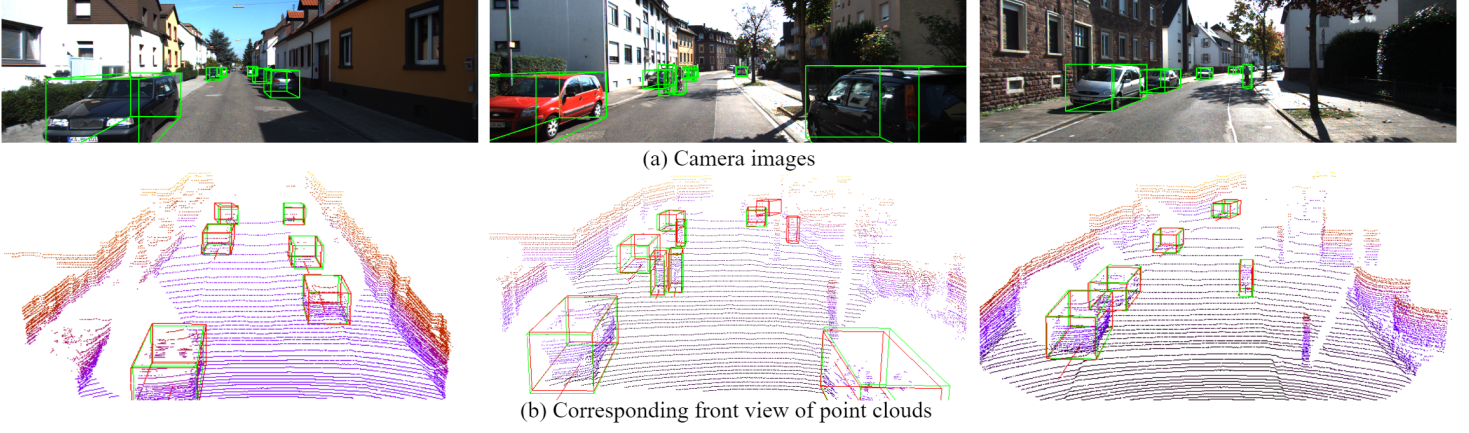 (a) Camera images
(b) Corresponding front view of point clouds